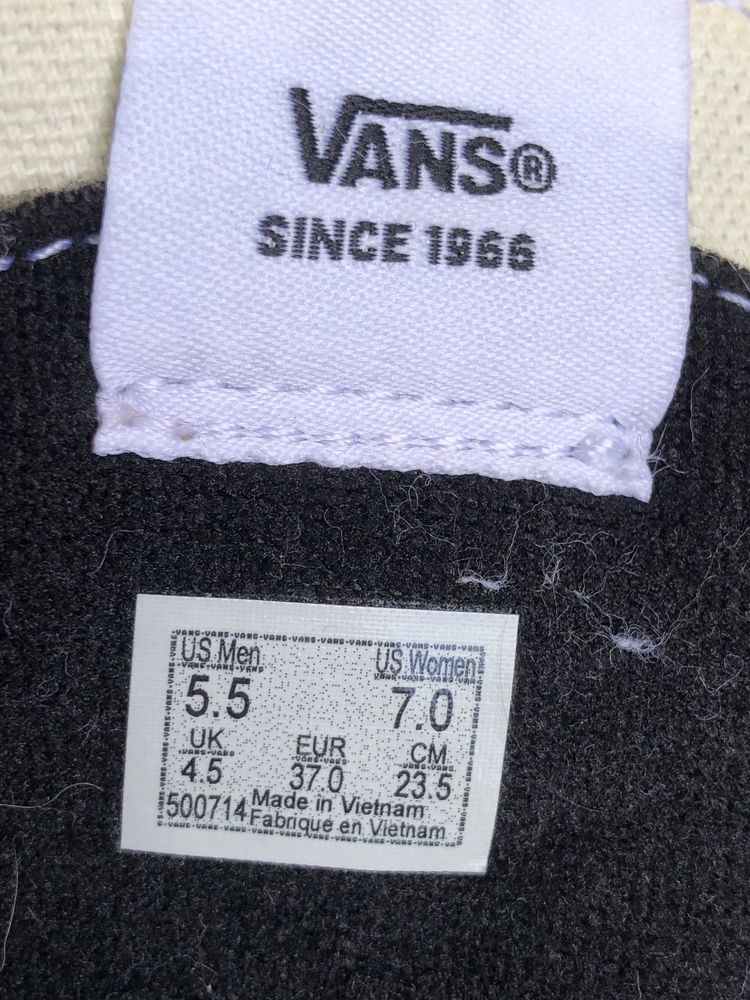 VANS®
SINCE 1966
US Men US Women
5.5 7.0
UK EUR CM
4.5 37.0 23.5
500714 Made in Vietnam
Fabrique en Vietnam